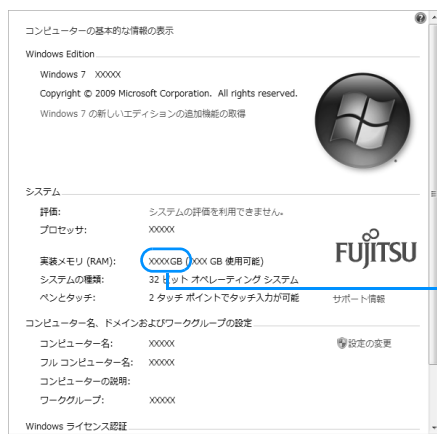 コンピューターの基本的な情報の表示
Windows Edition
Windows 7 XXXXX
Copyright © 2009 Microsoft Corporation. All rights reserved.
Windows 7 の新しいエディションの追加機能の取得
システム
評価: システムの評価を利用できません。
プロセッサ: XXXXX
実装メモリ (RAM): XXXXGB (XXX GB 使用可能)
FUJITSU
システムの種類: 32 ビット オペレーティング システム
ペンとタッチ: 2 タッチ ポイントでタッチ入力が可能 サポート情報
コンピューター名、ドメインおよびワークグループの設定
コンピューター名: XXXXX 設定の変更
フル コンピューター名: XXXXX
コンピューターの説明:
ワークグループ: XXXXX
Windows ライセンス認証